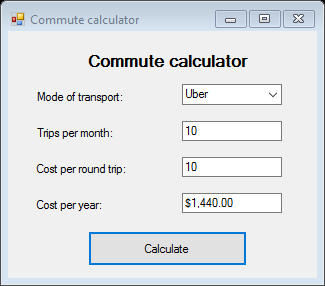 Commute calculator
Commute calculator
Mode of transport: Uber
Trips per month: 10
Cost per round trip: 10
Cost per year: $1,440.00
Calculate